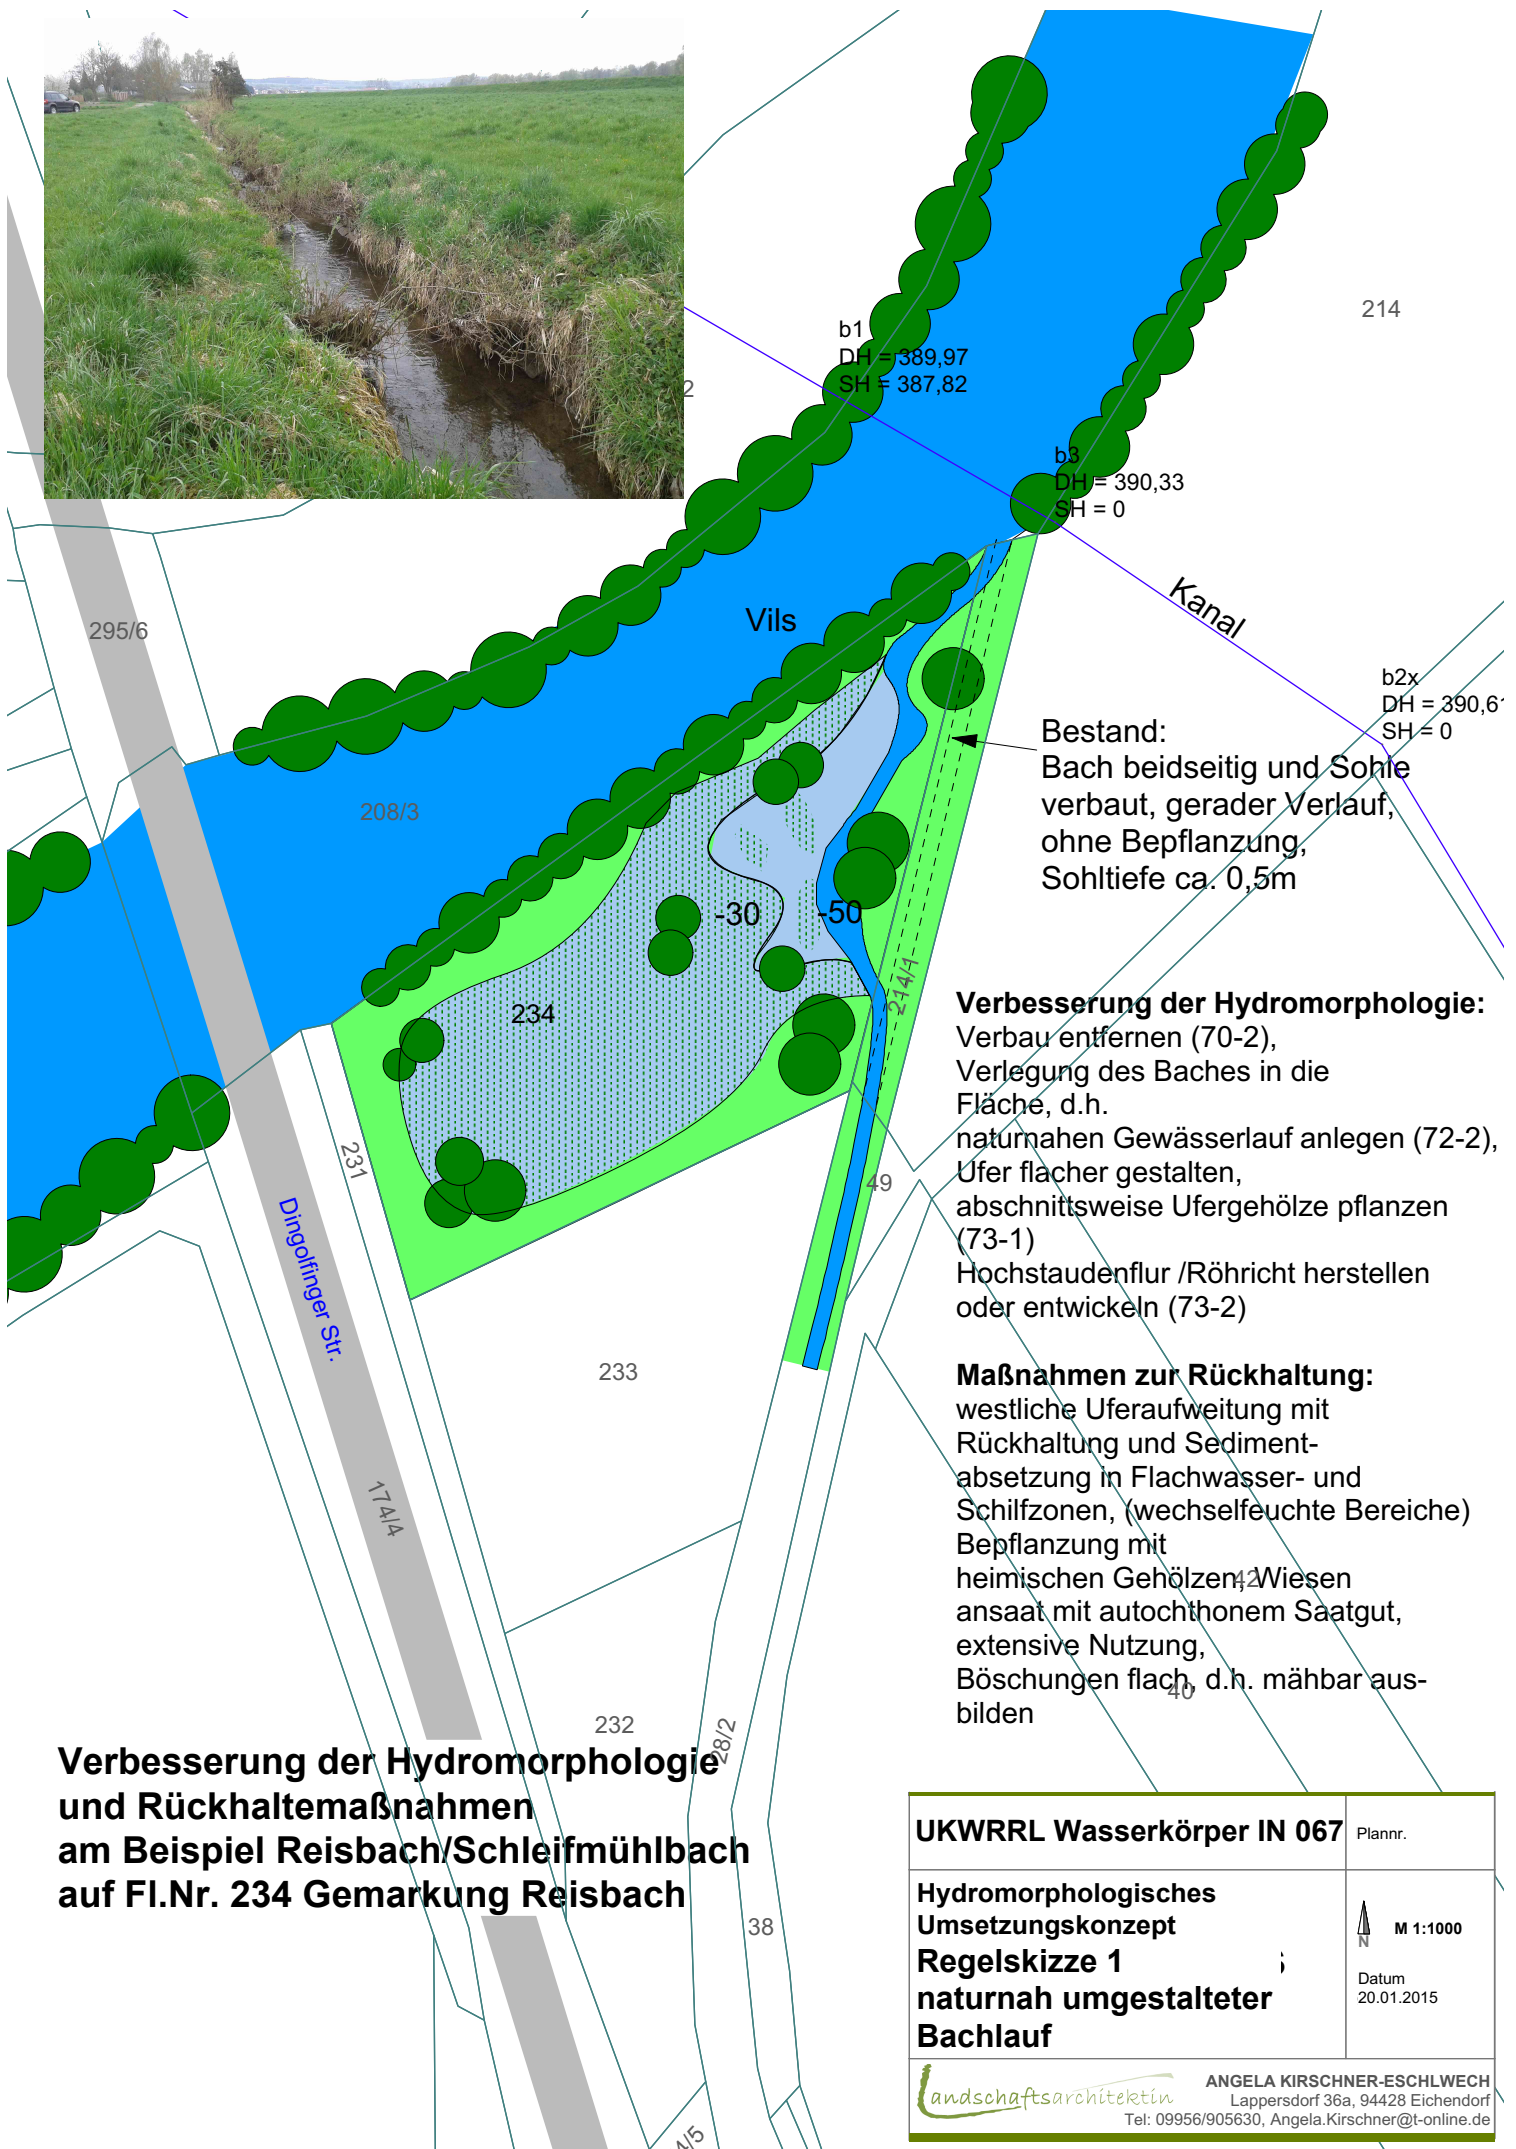 b1
DH = 389,97
SH = 387,82
214
2
b3
DH = 390,33
SH = 0
Kanal
295/6
Vils
b2x
DH = 390,61
SH = 0
Bestand:
Bach beidseitig und Sohle
verbaut, gerader Verlauf,
ohne Bepflanzung,
Sohltiefe ca. 0,5m
208/3
-30
-50
234
214/1
Verbesserung der Hydromorphologie:
Verbau entfernen (70-2),
Verlegung des Baches in die
Fläche, d.h.
naturnahen Gewässerlauf anlegen (72-2),
Ufer flacher gestalten,
abschnittsweise Ufergehölze pflanzen
(73-1)
Hochstaudenflur /Röhricht herstellen
oder entwickeln (73-2)
231
49
Dingolfinger Str.
233
Maßnahmen zur Rückhaltung:
westliche Uferaufweitung mit
Rückhaltung und Sediment-
absetzung in Flachwasser- und
Schilfzonen, (wechselfeuchte Bereiche)
Bepflanzung mit
heimischen Gehölzen, Wiesen
ansaat mit autochthonem Saatgut,
extensive Nutzung,
Böschungen flach, d.h. mähbar aus-
bilden
42
40
174/4
232
28/2
Verbesserung der Hydromorphologie
und Rückhaltemaßnahmen
am Beispiel Reisbach/Schleifmühlbach
auf Fl.Nr. 234 Gemarkung Reisbach
38
4/5
UKWRRL Wasserkörper IN 067
Plannr.
Hydromorphologisches
Umsetzungskonzept
Regelskizze 1
naturnah umgestalteter
Bachlauf
N
M 1:1000
Datum
20.01.2015
Landschaftsarchitektin
ANGELA KIRSCHNER-ESCHLWECH
Lappersdorf 36a, 94428 Eichendorf
Tel: 09956/905630, Angela.Kirschner@t-online.de